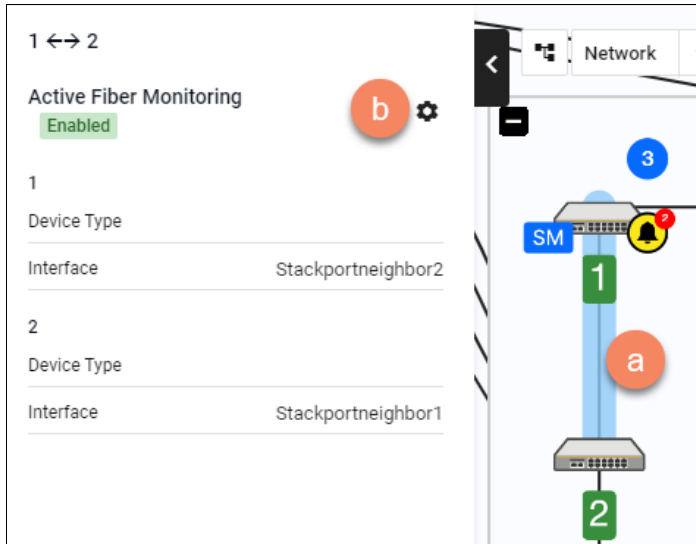 1 ←→ 2
Active Fiber Monitoring
b
Enabled
1
Device Type
Interface Stackportneighbor2
2
Device Type
Interface Stackportneighbor1
Network
3
2
SM
1
a
2